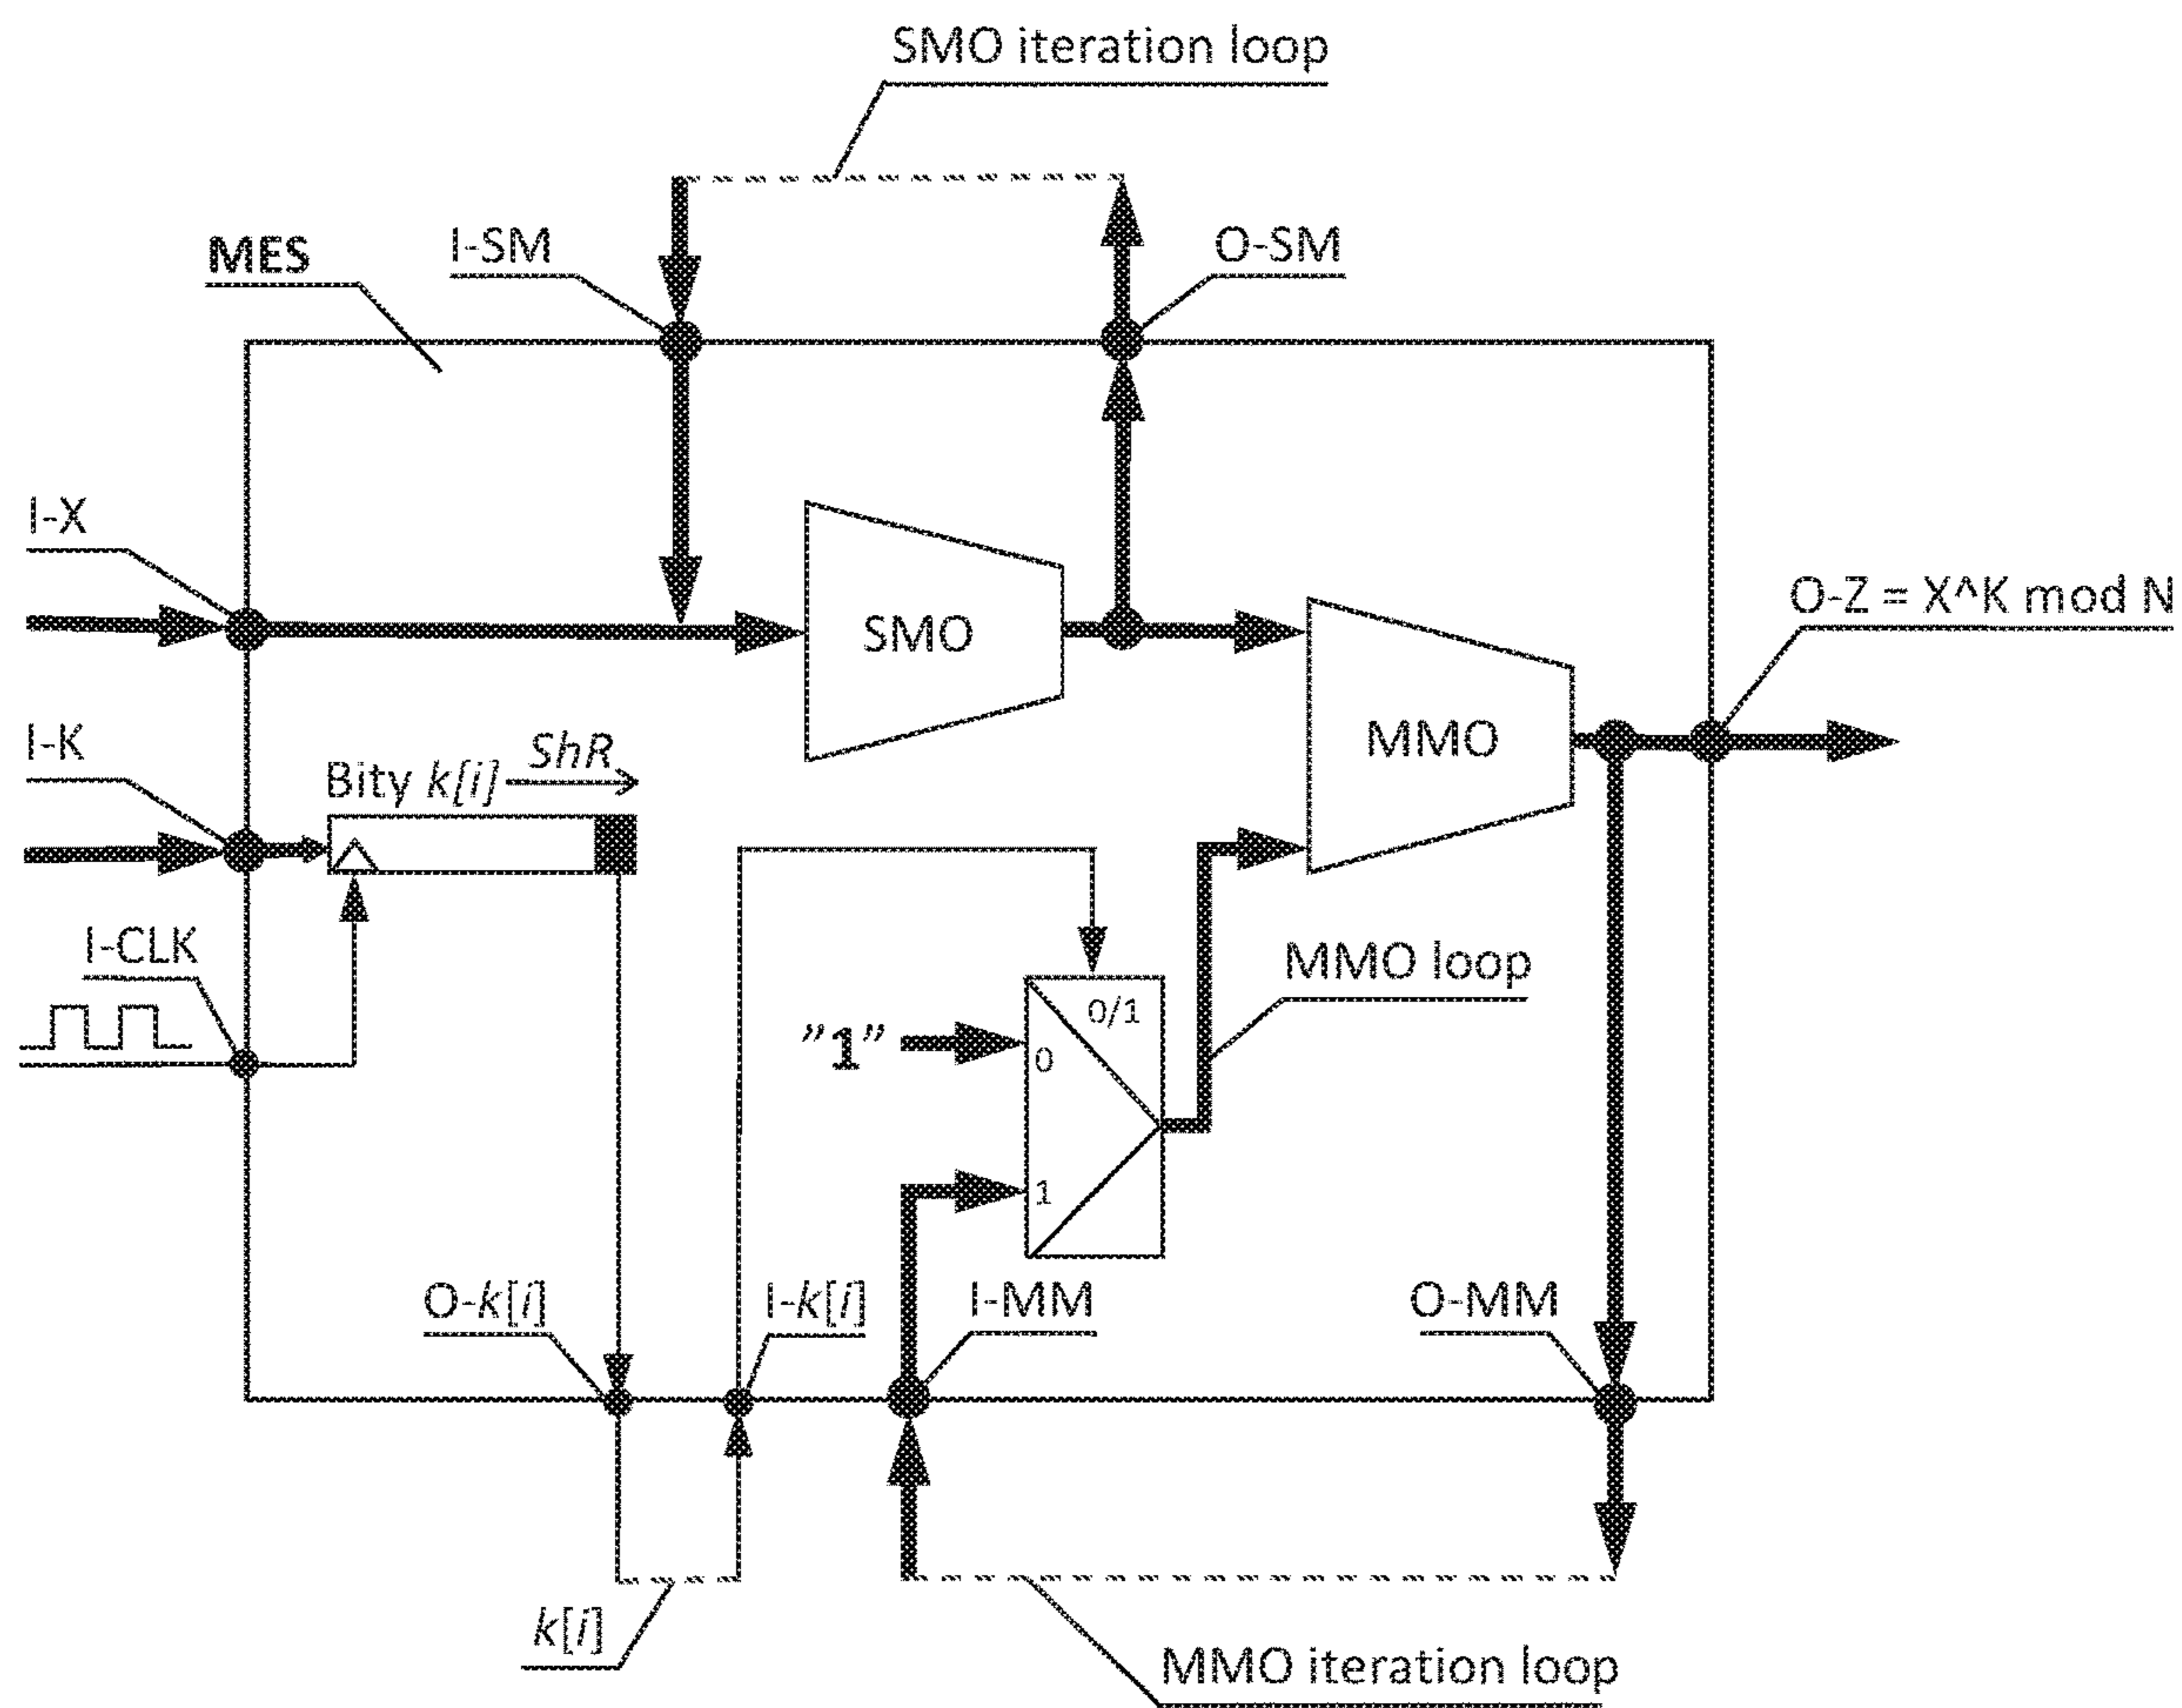 SMO iteration loop
MES
I-SM
O-SM
I-X
SMO
O-Z = X^K mod N
I-K
Bity k[i]
ShR
MMO
I-CLK
MMO loop
0/1
”1”
0
1
O-k[i]
I-k[i]
I-MM
O-MM
k[i]
MMO iteration loop